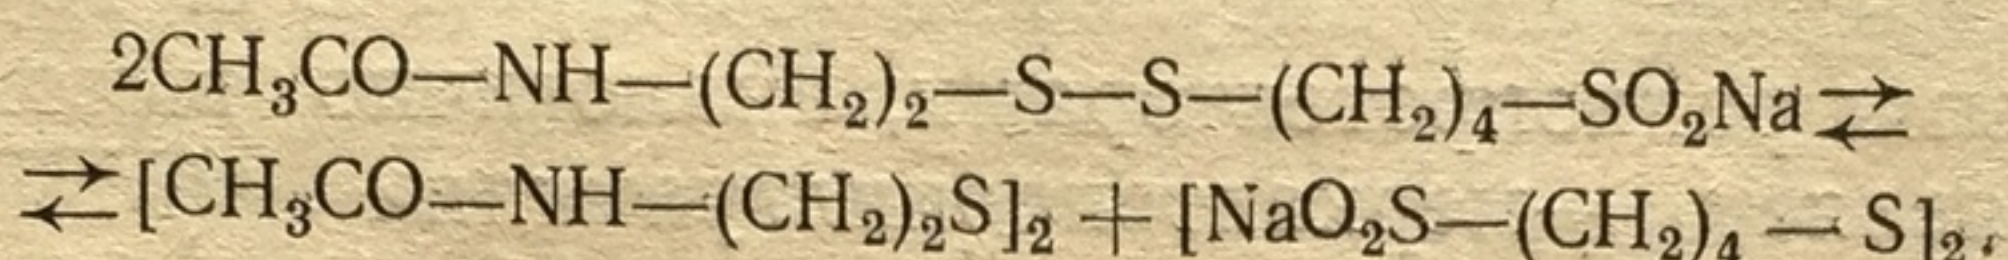 2CH₃CO—NH—(CH₂)₂—S—S—(CH₂)₄—SO₂Na⇄
⇄[CH₃CO—NH—(CH₂)₂S]₂ + [NaO₂S—(CH₂)₄ — S]₂.